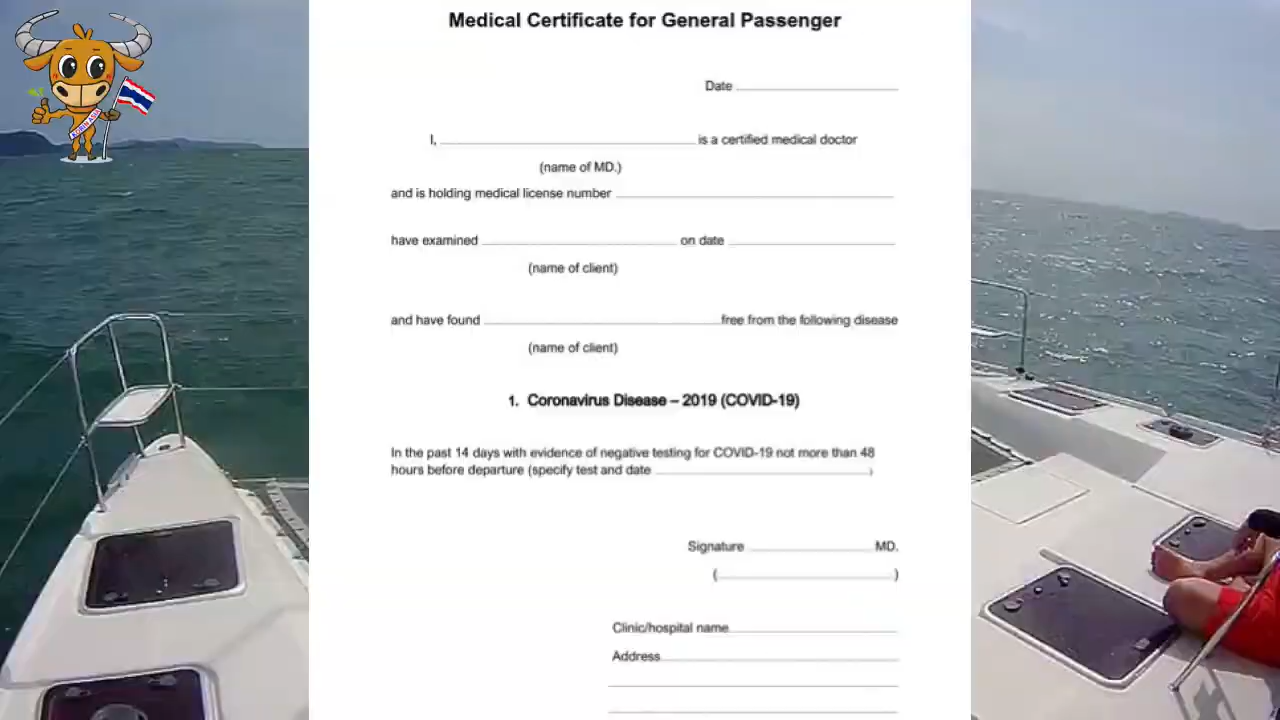 Medical Certificate for General Passenger
Date
I, is a certified medical doctor
(name of MD.)
and is holding medical license number
have examined on date
(name of client)
and have found free from the following disease
(name of client)
1. Coronavirus Disease – 2019 (COVID-19)
In the past 14 days with evidence of negative testing for COVID-19 not more than 48
hours before departure (specify test and date )
Signature MD.
( )
Clinic/hospital name
Address